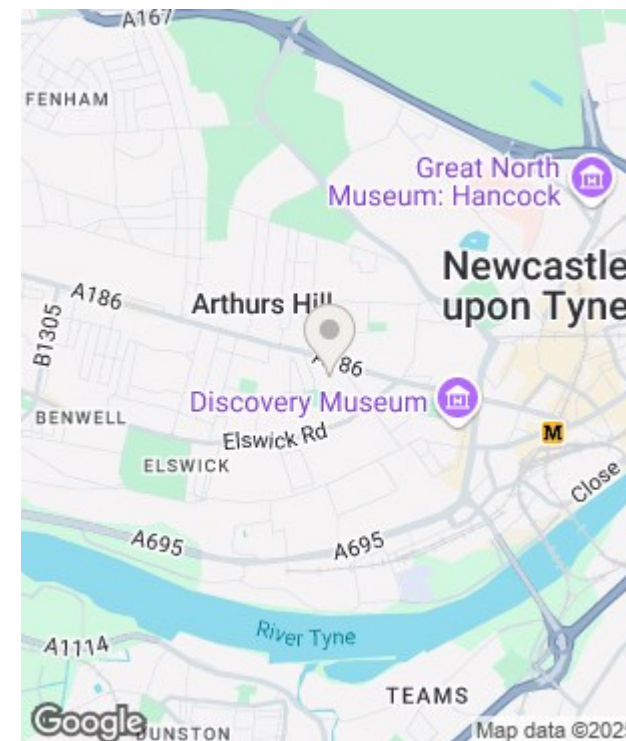 A167
FENHAM
Great North
Museum: Hancock
Newcastle
upon Tyne
A186
Arthurs Hill
B1305
A186
Discovery Museum
BENWELL
Elswick Rd
M
ELSWICK
Close
A695
A695
River Tyne
A1114
TEAMS
Google
DUNSTON
Map data ©2025